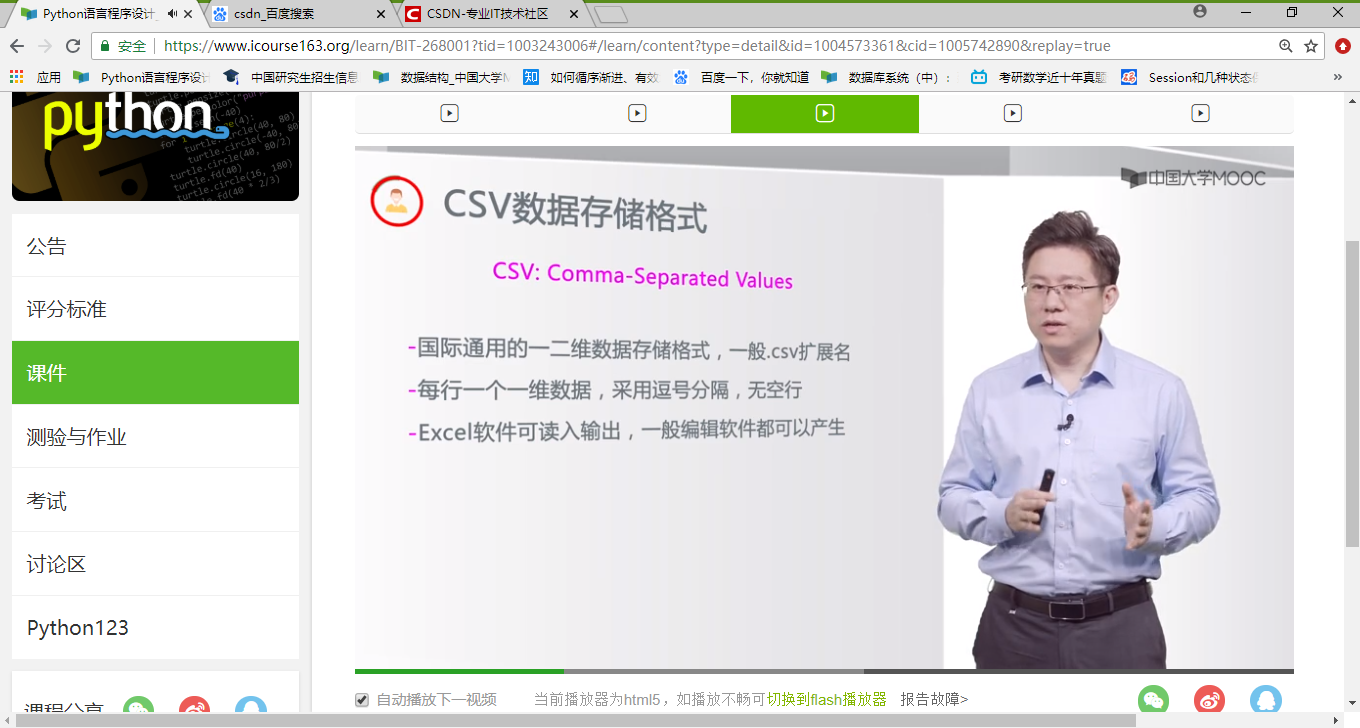 Python语言程序设计_
csdn_百度搜索
CSDN-专业IT技术社区
安全
https://www.icourse163.org/learn/BIT-268001?tid=1003243006#/learn/content?type=detail&id=1004573361&cid=1005742890&replay=true
应用
Python语言程序设计
中国研究生招生信息
数据结构_中国大学M
知
如何循序渐进、有效
百度一下，你就知道
数据库系统（中）：
考研数学近十年真题
Session和几种状态
»
python
公告
评分标准
课件
测验与作业
考试
讨论区
Python123
课程分享
中国大学MOOC
CSV数据存储格式
CSV: Comma-Separated Values
-国际通用的一二维数据存储格式，一般.csv扩展名
-每行一个一维数据，采用逗号分隔，无空行
-Excel软件可读入输出，一般编辑软件都可以产生
自动播放下一视频
当前播放器为html5，如播放不畅可切换到flash播放器
报告故障>